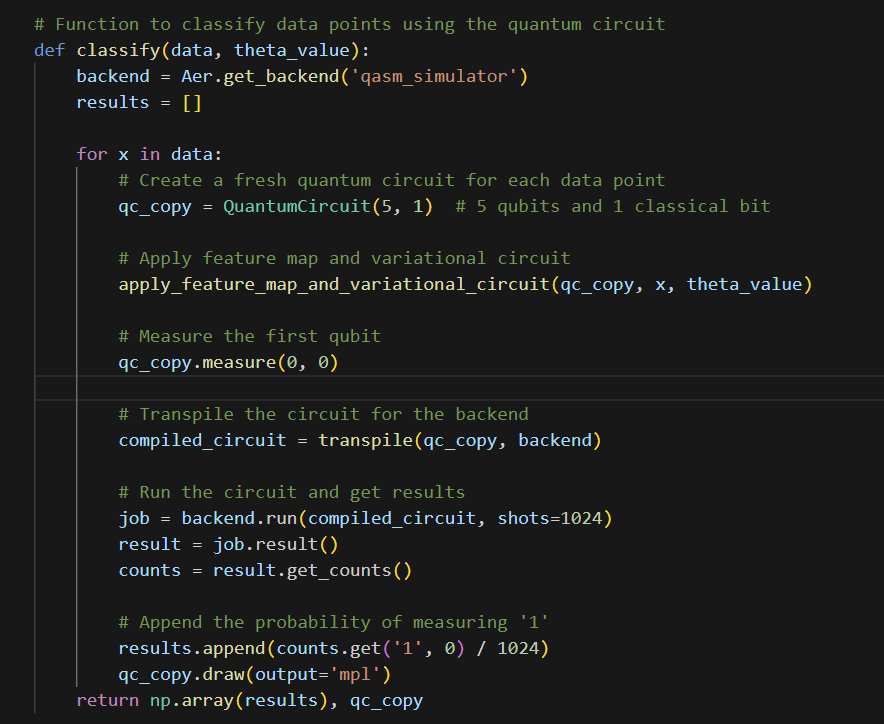 # Function to classify data points using the quantum circuit
def classify(data, theta_value):
    backend = Aer.get_backend('qasm_simulator')
    results = []

    for x in data:
        # Create a fresh quantum circuit for each data point
        qc_copy = QuantumCircuit(5, 1)  # 5 qubits and 1 classical bit

        # Apply feature map and variational circuit
        apply_feature_map_and_variational_circuit(qc_copy, x, theta_value)

        # Measure the first qubit
        qc_copy.measure(0, 0)

        # Transpile the circuit for the backend
        compiled_circuit = transpile(qc_copy, backend)

        # Run the circuit and get results
        job = backend.run(compiled_circuit, shots=1024)
        result = job.result()
        counts = result.get_counts()

        # Append the probability of measuring '1'
        results.append(counts.get('1', 0) / 1024)
        qc_copy.draw(output='mpl')
    return np.array(results), qc_copy